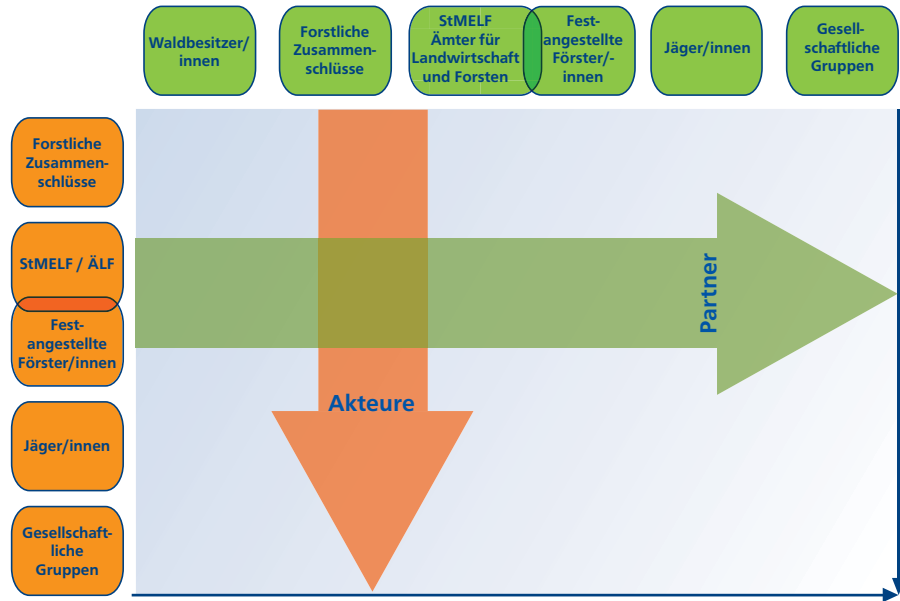 Waldbesitzer/
innen
Forstliche
Zusammen-
schlüsse
StMELF
Ämter für
Landwirtschaft
und Forsten
Fest-
angestellte
Förster/-
innen
Jäger/innen
Gesell-
schaftliche
Gruppen
Forstliche
Zusammen-
schlüsse
StMELF / ÄLF
Fest-
angestellte
Förster/innen
Jäger/innen
Gesellschaft-
liche
Gruppen
Partner
Akteure